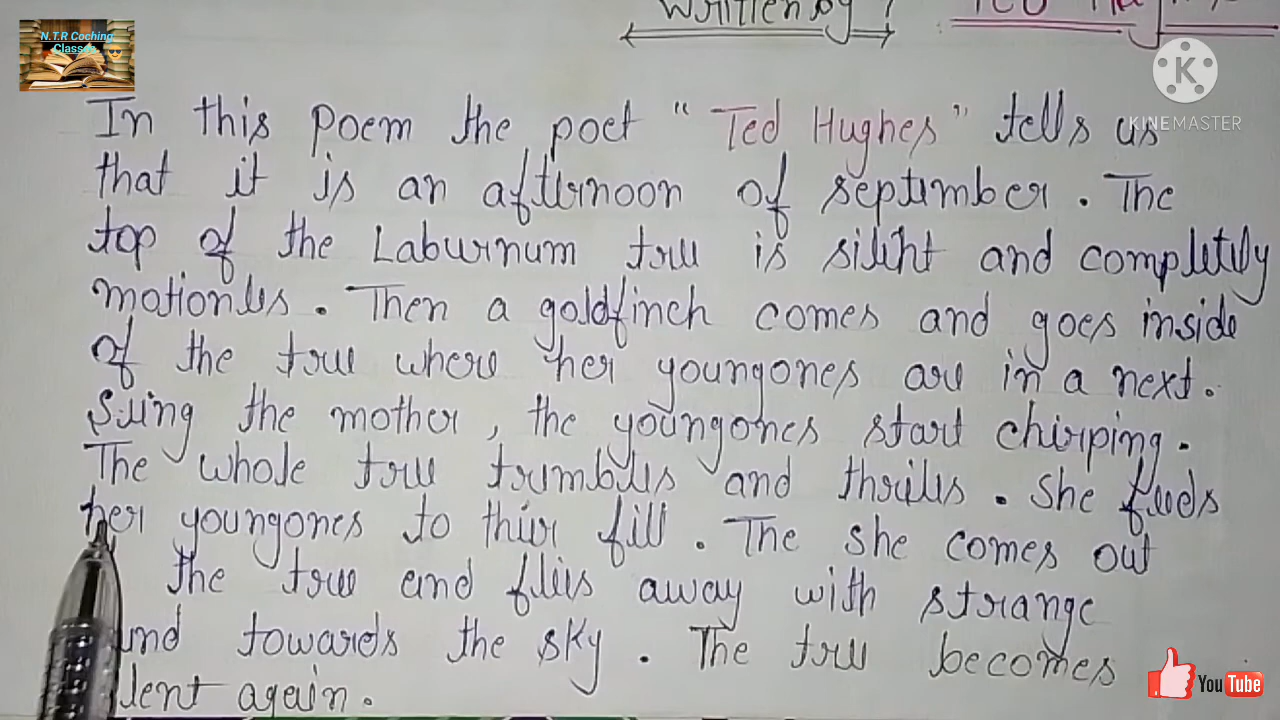 Written by :
N.T.R Coching
Classes
KINEMASTER
In this Poem the poet "Ted Hughes" tells us
that it is an afternoon of september. The
top of the Laburnum tree is silent and completely
motionles. Then a goldfinch comes and goes inside
of the tree where her youngones are in a next.
Seeing the mother, the youngones start chirping.
The whole tree trembles and thrills. She feeds
her youngones to thier fill. The she comes out
the tree and flies away with strange
towards the sky. The tree becomes
again.
YouTube